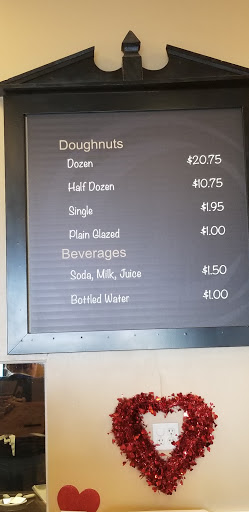 Doughnuts
Dozen $20.75
Half Dozen $10.75
Single $1.95
Plain Glazed $1.00
Beverages
Soda, Milk, Juice $1.50
Bottled Water $1.00